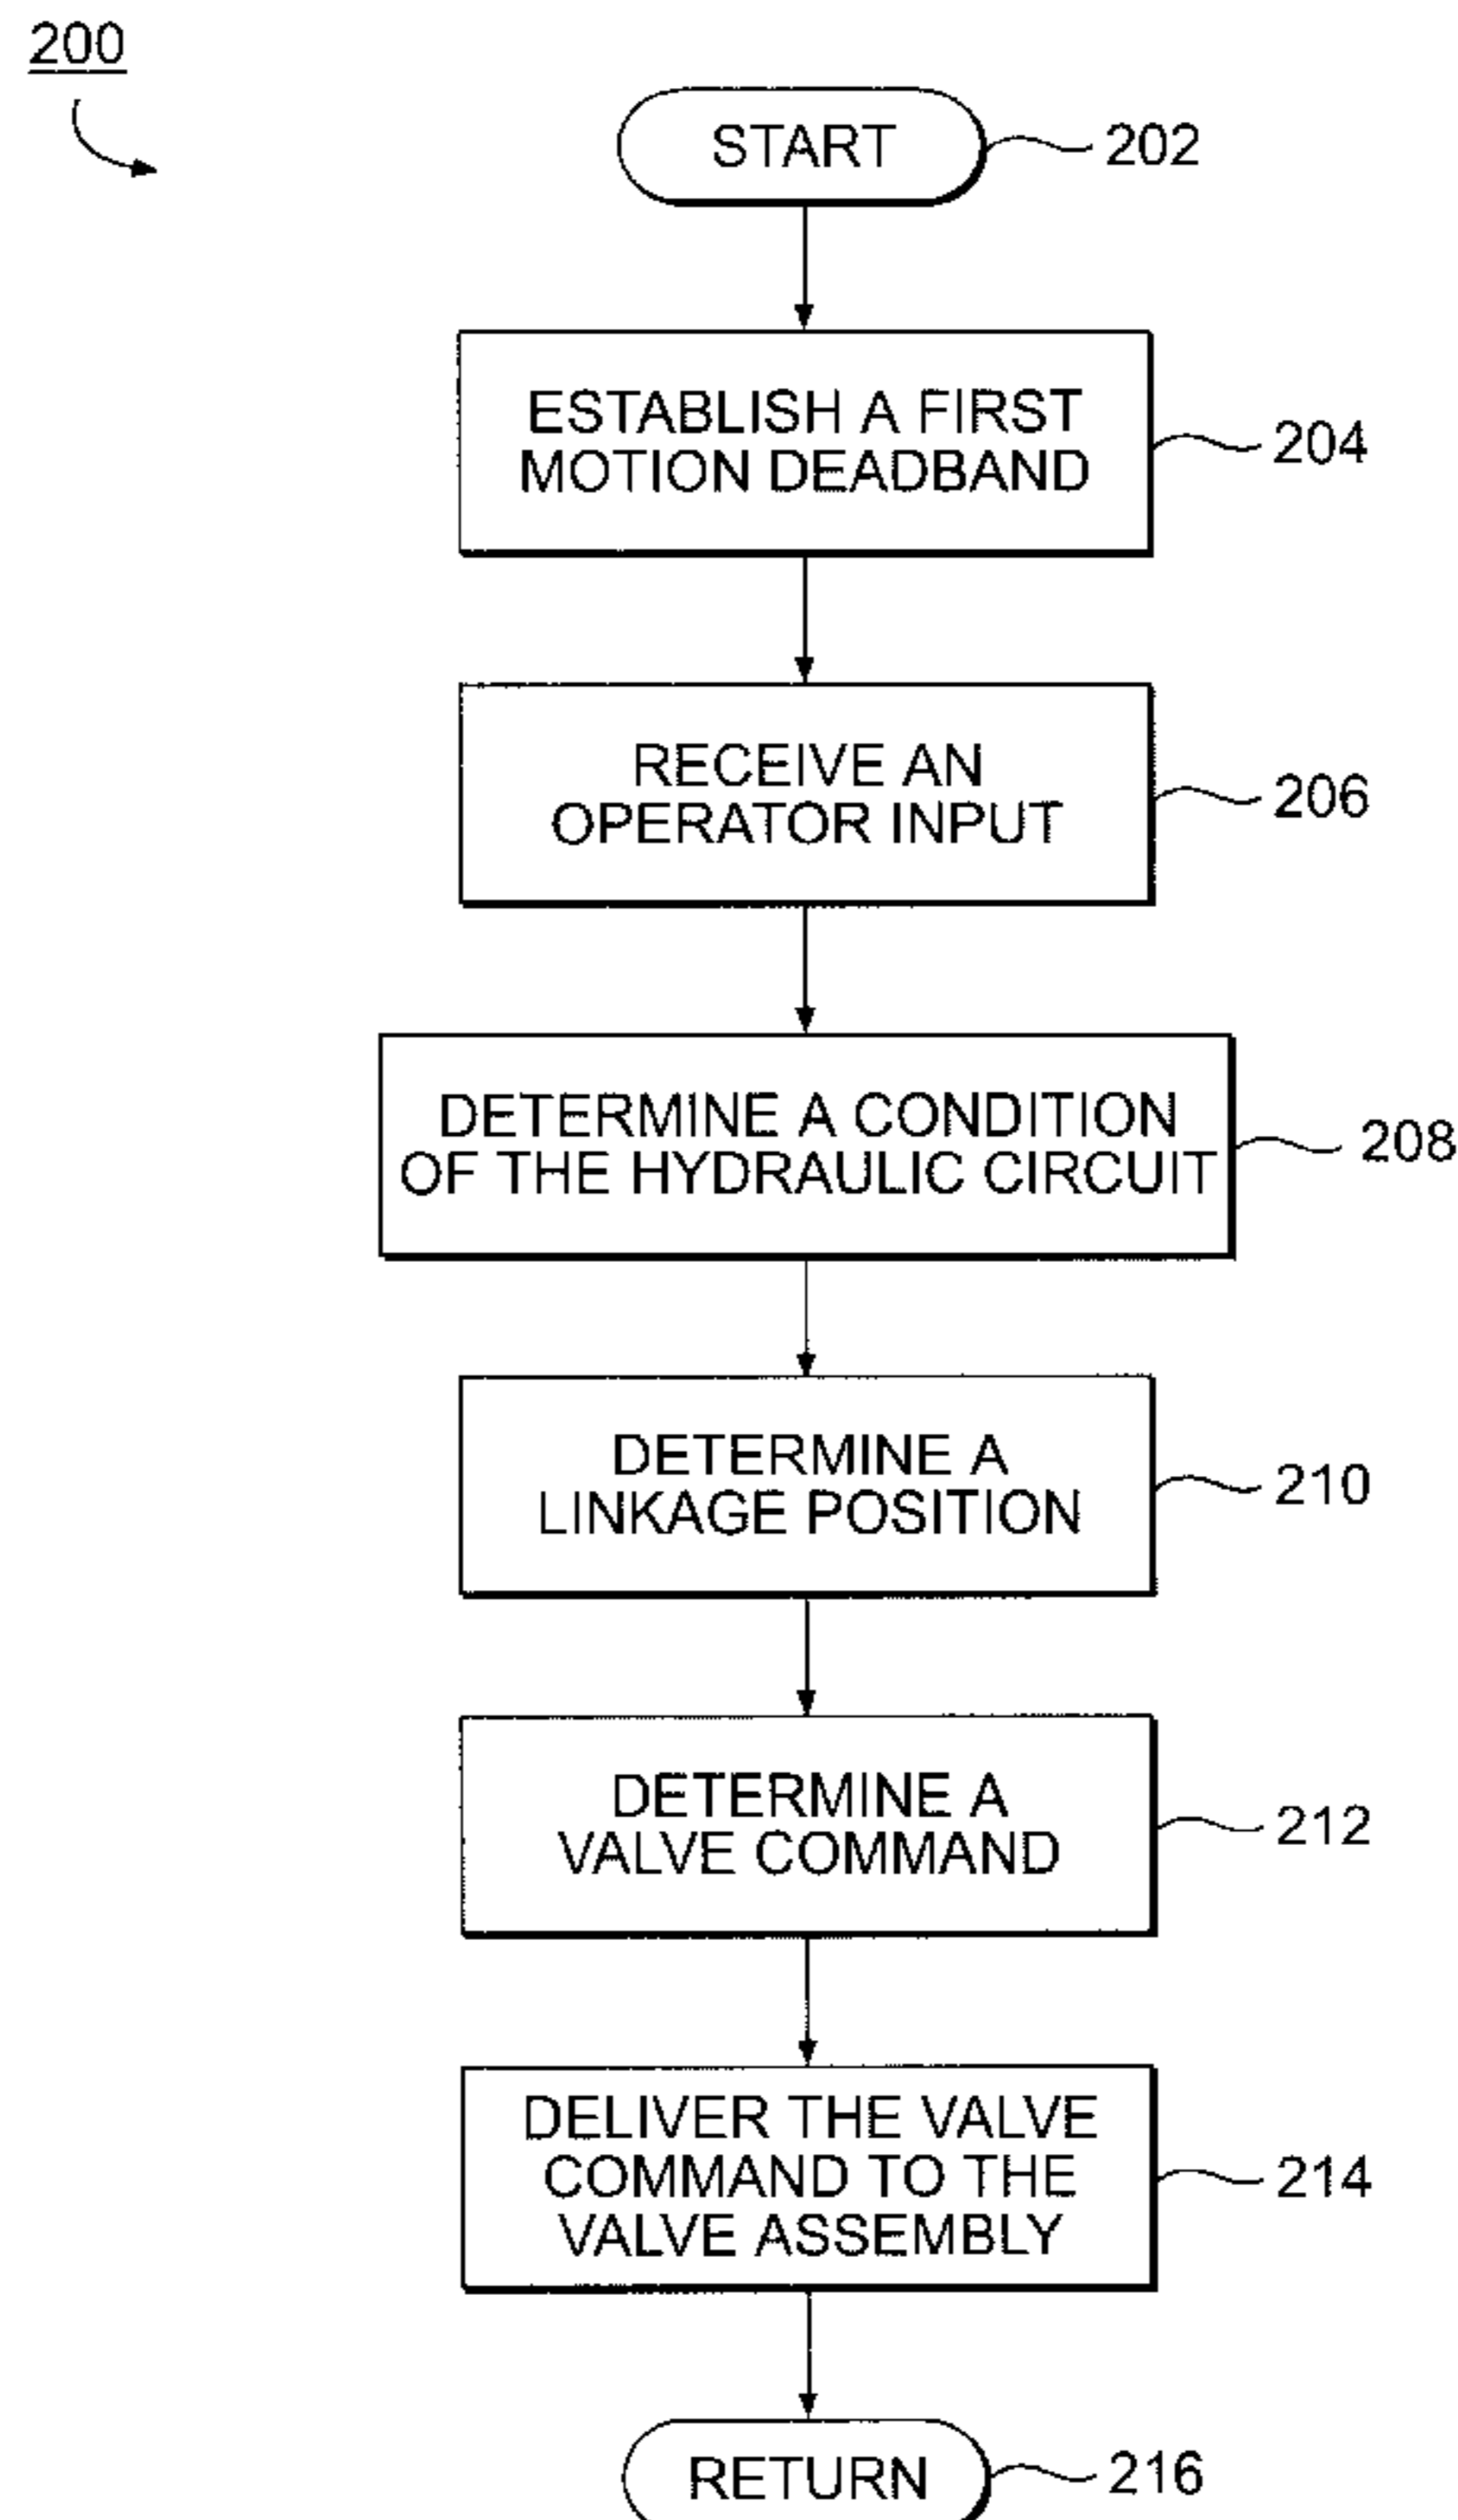 200
START
202
ESTABLISH A FIRST
MOTION DEADBAND
204
RECEIVE AN
OPERATOR INPUT
206
DETERMINE A CONDITION
OF THE HYDRAULIC CIRCUIT
208
DETERMINE A
LINKAGE POSITION
210
DETERMINE A
VALVE COMMAND
212
DELIVER THE VALVE
COMMAND TO THE
VALVE ASSEMBLY
214
RETURN
216